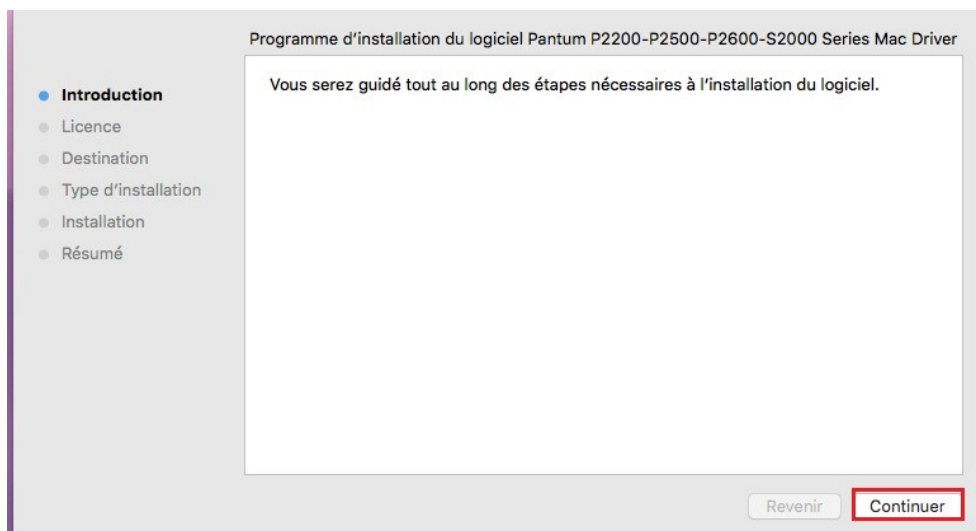 Programme d’installation du logiciel Pantum P2200-P2500-P2600-S2000 Series Mac Driver
Introduction
Licence
Destination
Type d’installation
Installation
Résumé
Vous serez guidé tout au long des étapes nécessaires à l’installation du logiciel.
Revenir
Continuer